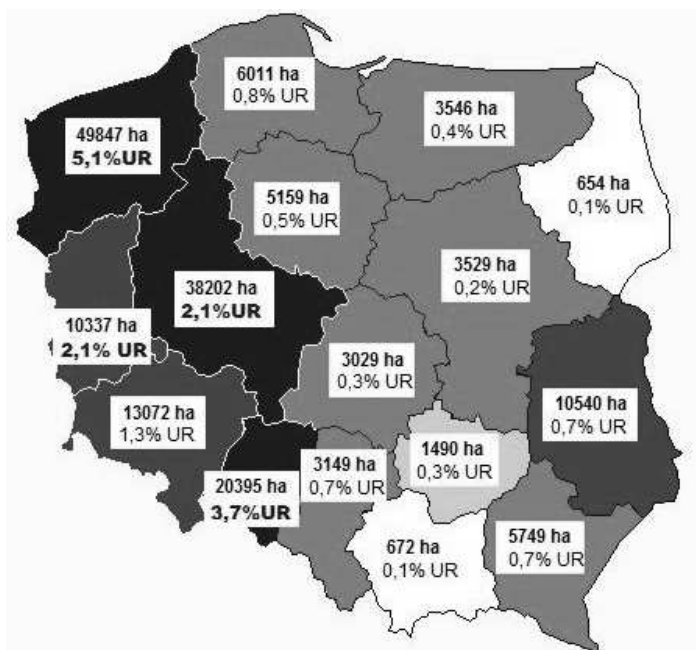 6011 ha
0,8% UR
3546 ha
0,4% UR
49847 ha
5,1%UR
654 ha
0,1% UR
5159 ha
0,5% UR
3529 ha
0,2% UR
38202 ha
2,1%UR
10337 ha
2,1% UR
3029 ha
0,3% UR
13072 ha
1,3% UR
10540 ha
0,7% UR
1490 ha
0,3% UR
3149 ha
0,7% UR
20395 ha
3,7%UR
5749 ha
0,7% UR
672 ha
0,1% UR